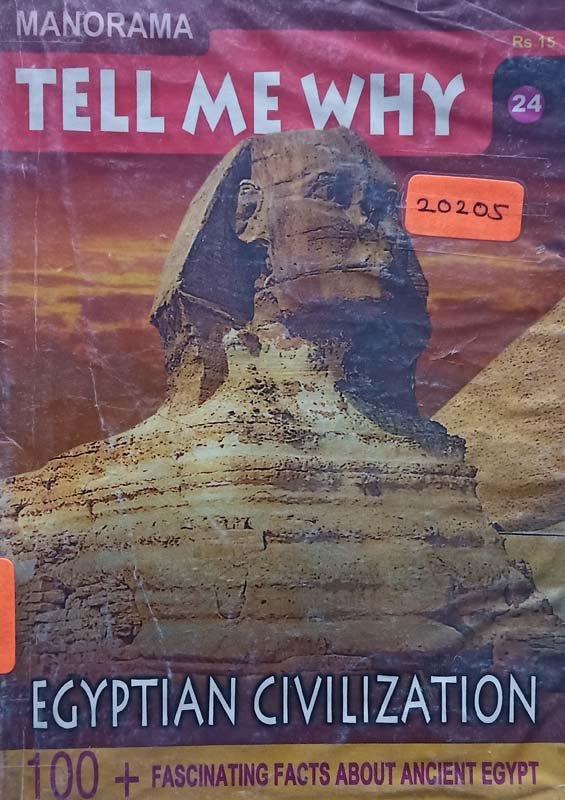 MANORAMA
Rs 15
TELL ME WHY
24
20205
EGYPTIAN CIVILIZATION
100 + FASCINATING FACTS ABOUT ANCIENT EGYPT